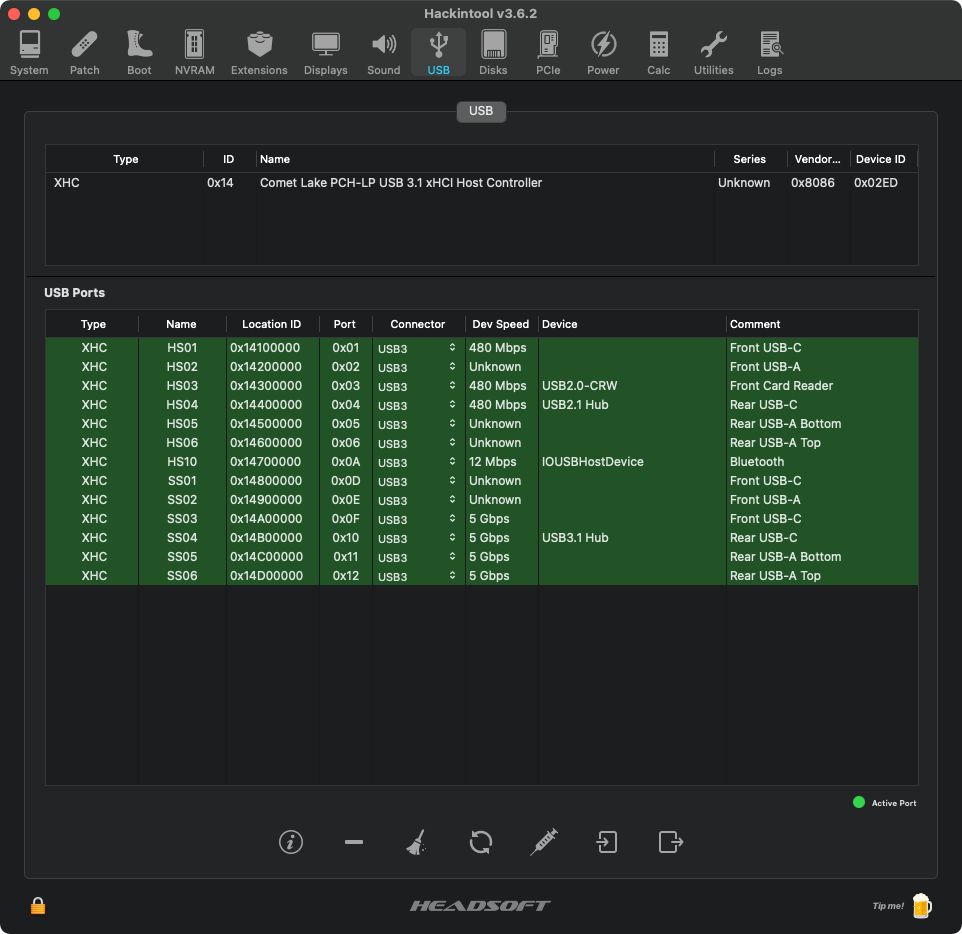 Hackintool v3.6.2
System Patch Boot NVRAM Extensions Displays Sound USB Disks PCIe Power Calc Utilities Logs
USB
Type ID Name Series Vendor... Device ID
XHC 0x14 Comet Lake PCH-LP USB 3.1 xHCI Host Controller Unknown 0x8086 0x02ED
USB Ports
Type Name Location ID Port Connector Dev Speed Device Comment
XHC HS01 0x14100000 0x01 USB3 480 Mbps Front USB-C
XHC HS02 0x14200000 0x02 USB3 Unknown Front USB-A
XHC HS03 0x14300000 0x03 USB3 480 Mbps USB2.0-CRW Front Card Reader
XHC HS04 0x14400000 0x04 USB3 480 Mbps USB2.1 Hub Rear USB-C
XHC HS05 0x14500000 0x05 USB3 Unknown Rear USB-A Bottom
XHC HS06 0x14600000 0x06 USB3 Unknown Rear USB-A Top
XHC HS10 0x14700000 0x0A USB3 12 Mbps IOUSBHostDevice Bluetooth
XHC SS01 0x14800000 0x0D USB3 Unknown Front USB-C
XHC SS02 0x14900000 0x0E USB3 Unknown Front USB-A
XHC SS03 0x14A00000 0x0F USB3 5 Gbps Front USB-C
XHC SS04 0x14B00000 0x10 USB3 5 Gbps USB3.1 Hub Rear USB-C
XHC SS05 0x14C00000 0x11 USB3 5 Gbps Rear USB-A Bottom
XHC SS06 0x14D00000 0x12 USB3 5 Gbps Rear USB-A Top
Active Port
HEADSOFT
Tip me!